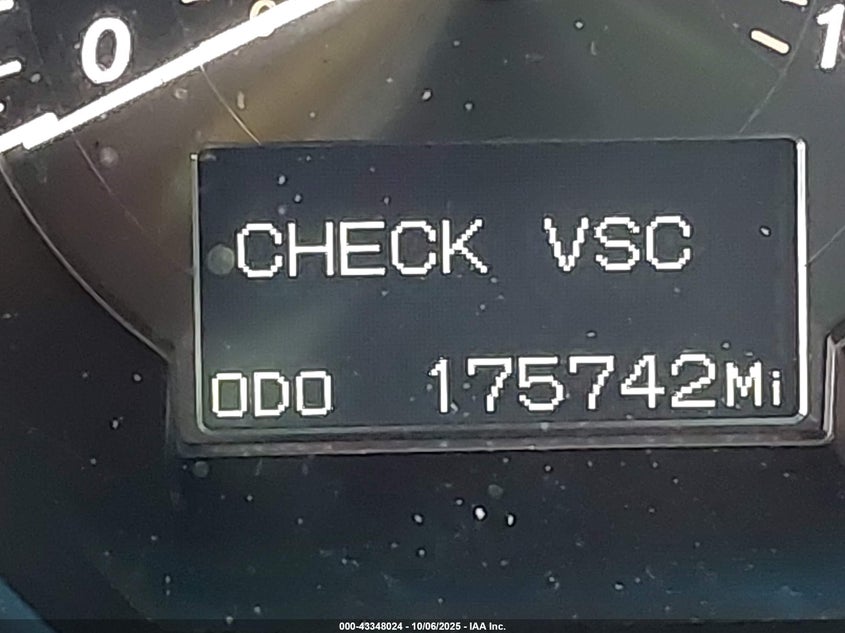 0
1
CHECK VSC
ODO 175742Mi
000-43348024 - 10/06/2025 - IAA Inc.